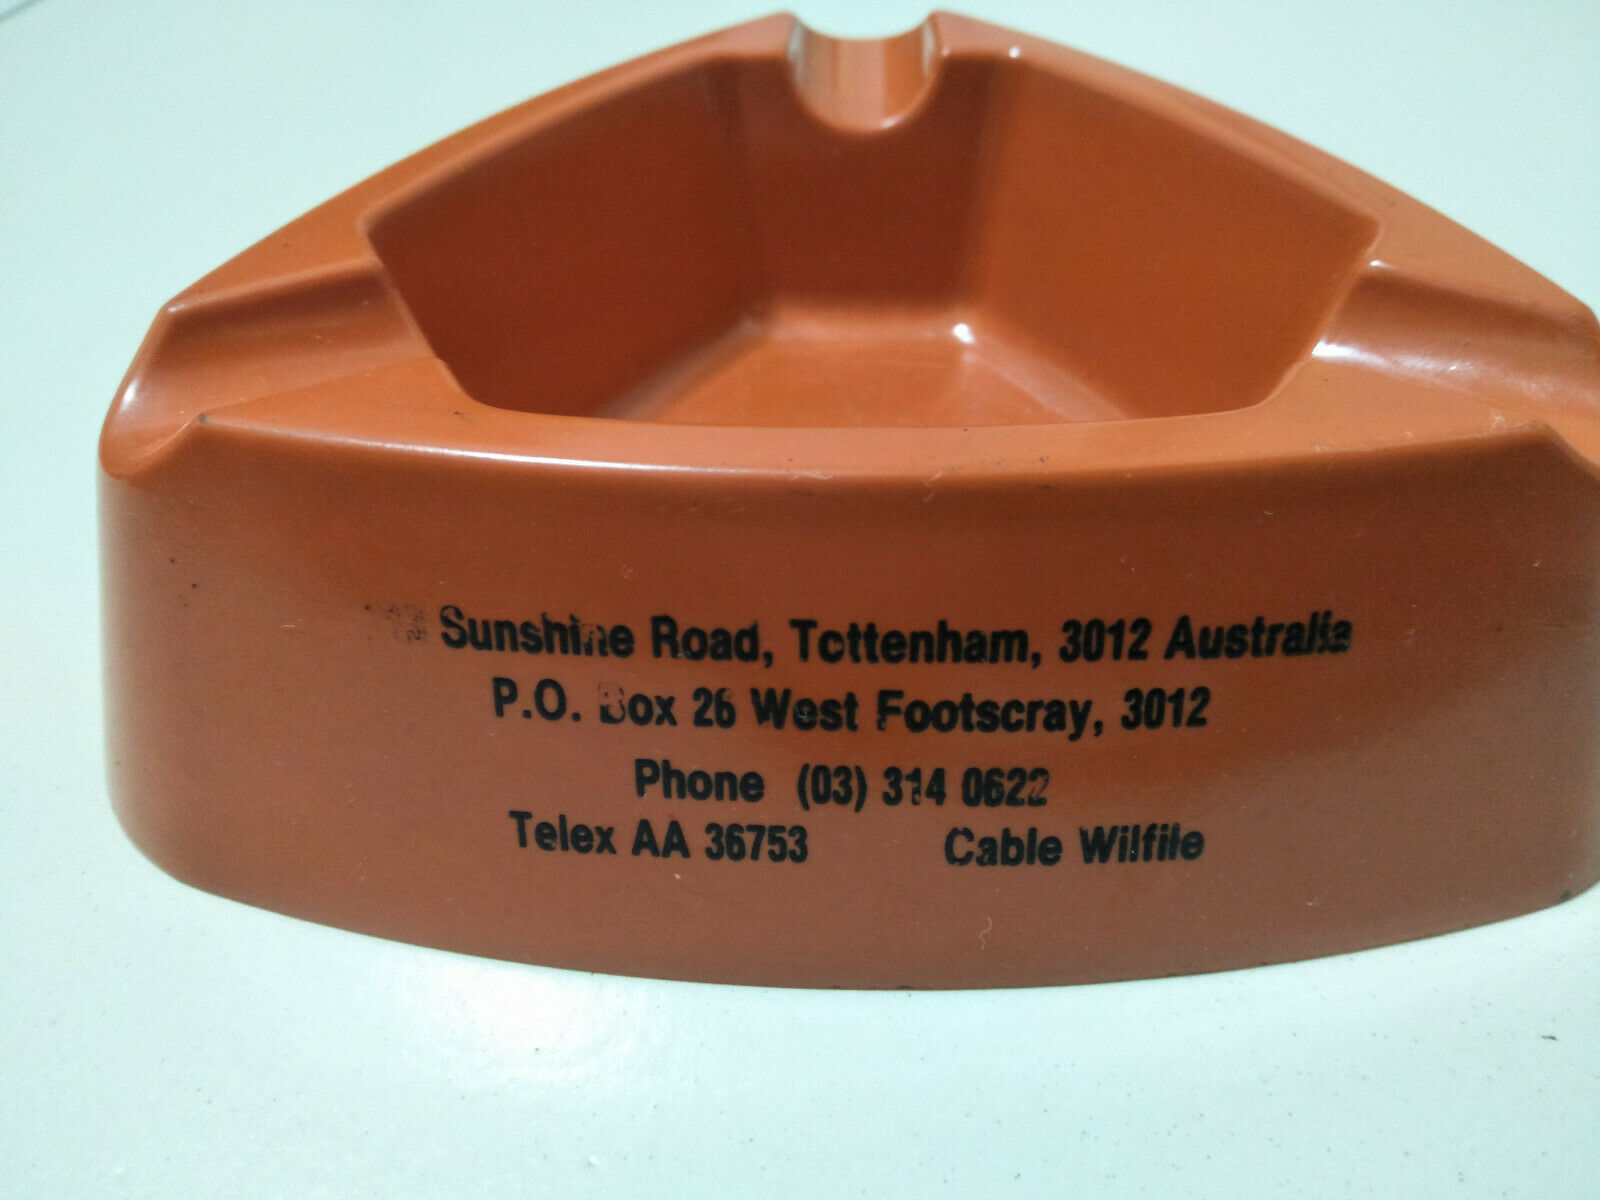 Sunshine Road, Tottenham, 3012 Australia
P.O. Box 26 West Footscray, 3012
Phone (03) 314 0622
Telex AA 36753 Cable Wilfile